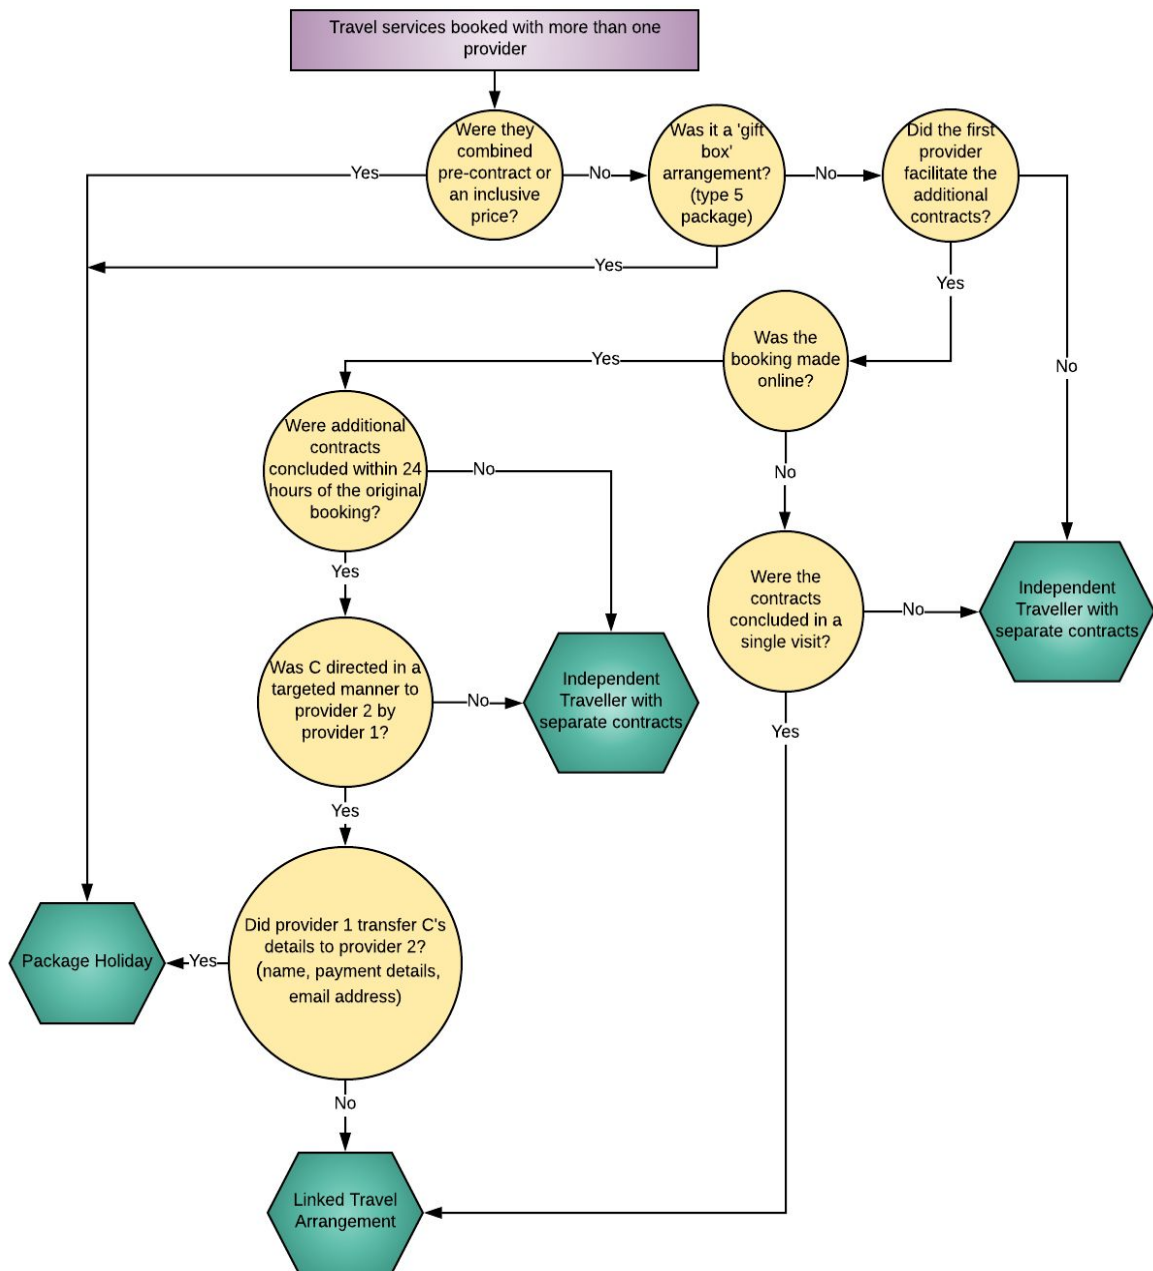 Travel services booked with more than one
provider
Were they
combined
pre-contract or
an inclusive
price?
Yes
No
Was it a 'gift
box'
arrangement?
(type 5
package)
No
Did the first
provider
facilitate the
additional
contracts?
Yes
Yes
No
Was the
booking made
online?
Yes
No
Were additional
contracts
concluded within 24
hours of the original
booking?
No
Yes
Were the
contracts
concluded in a
single visit?
No
Independent
Traveller with
separate contracts
Was C directed in a
targeted manner to
provider 2 by
provider 1?
No
Independent
Traveller with
separate contracts
Yes
Yes
Did provider 1 transfer C's
details to provider 2?
(name, payment details,
email address)
Yes
Package Holiday
No
Linked Travel
Arrangement